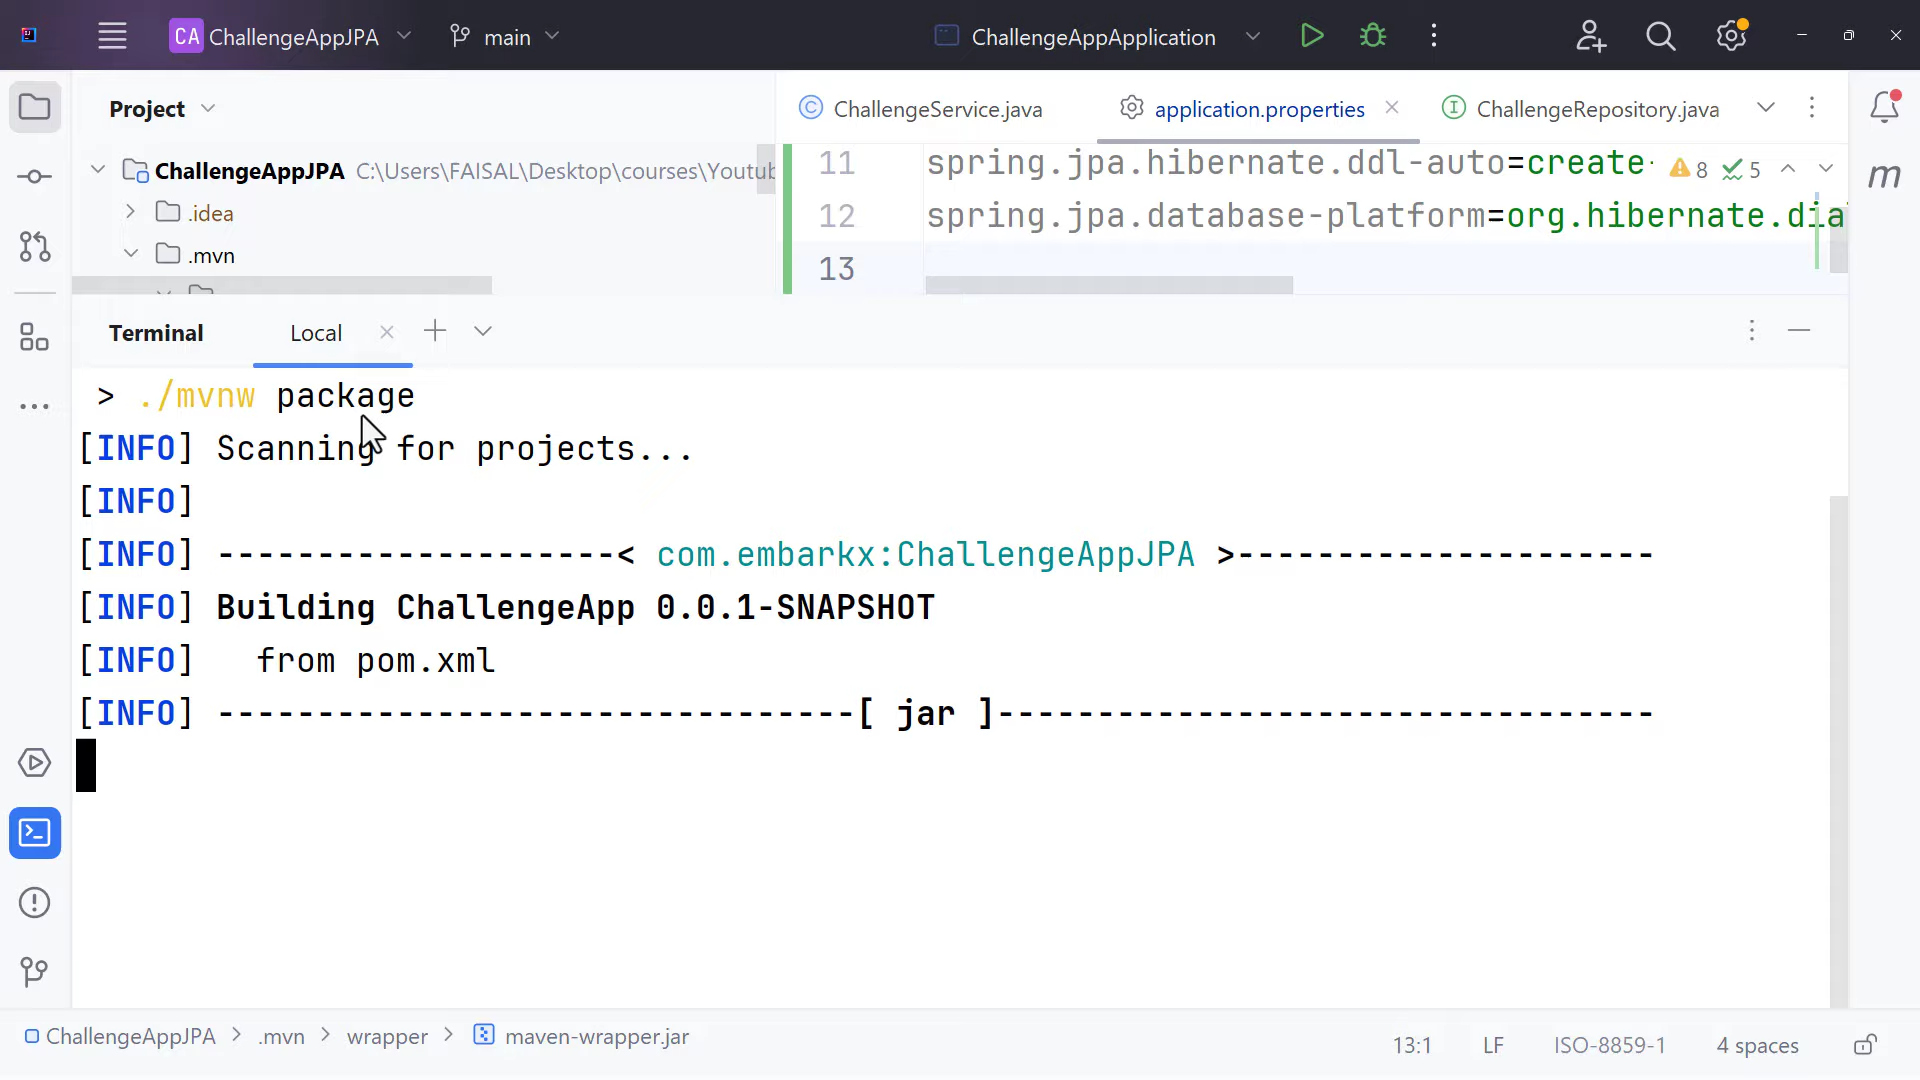 CA ChallengeAppJPA main ChallengeAppApplication
Project
ChallengeService.java application.properties ChallengeRepository.java
ChallengeAppJPA C:\Users\FAISAL\Desktop\courses\Youtub
.idea
.mvn
11 spring.jpa.hibernate.ddl-auto=create- 8 5
12 spring.jpa.database-platform=org.hibernate.dia
13
Terminal Local
> ./mvnw package
[INFO] Scanning for projects...
[INFO]
[INFO] --------------------< com.embarkx:ChallengeAppJPA >---------------------
[INFO] Building ChallengeApp 0.0.1-SNAPSHOT
[INFO]   from pom.xml
[INFO] --------------------------------[ jar ]---------------------------------
ChallengeAppJPA > .mvn > wrapper > maven-wrapper.jar
13:1 LF ISO-8859-1 4 spaces